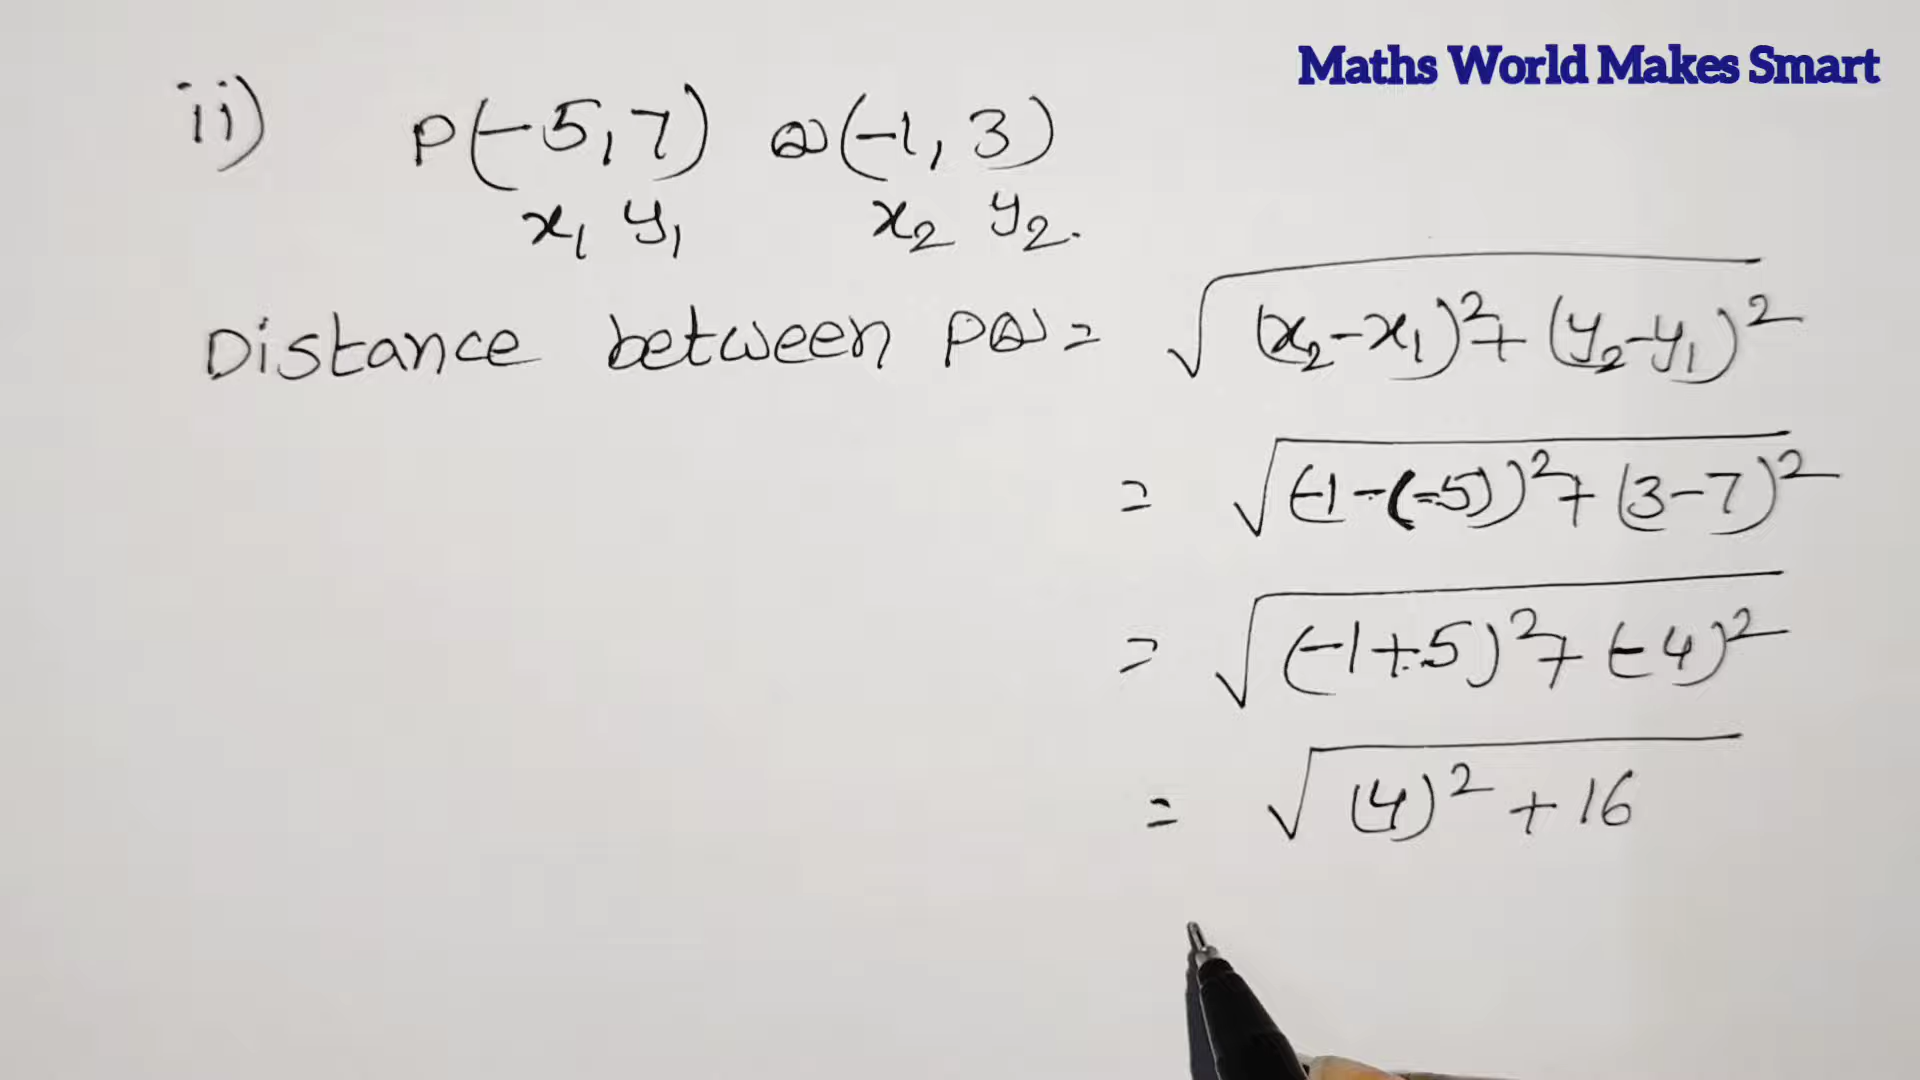 Maths World Makes Smart
ii) P(-5,7) Q(-1,3)
x₁ y₁ x₂ y₂.
Distance between PQ = √((x₂-x₁)²+(y₂-y₁)²)
= √((-1-(-5))²+(3-7)²)
= √((-1+5)²+(-4)²)
= √((4)²+16)